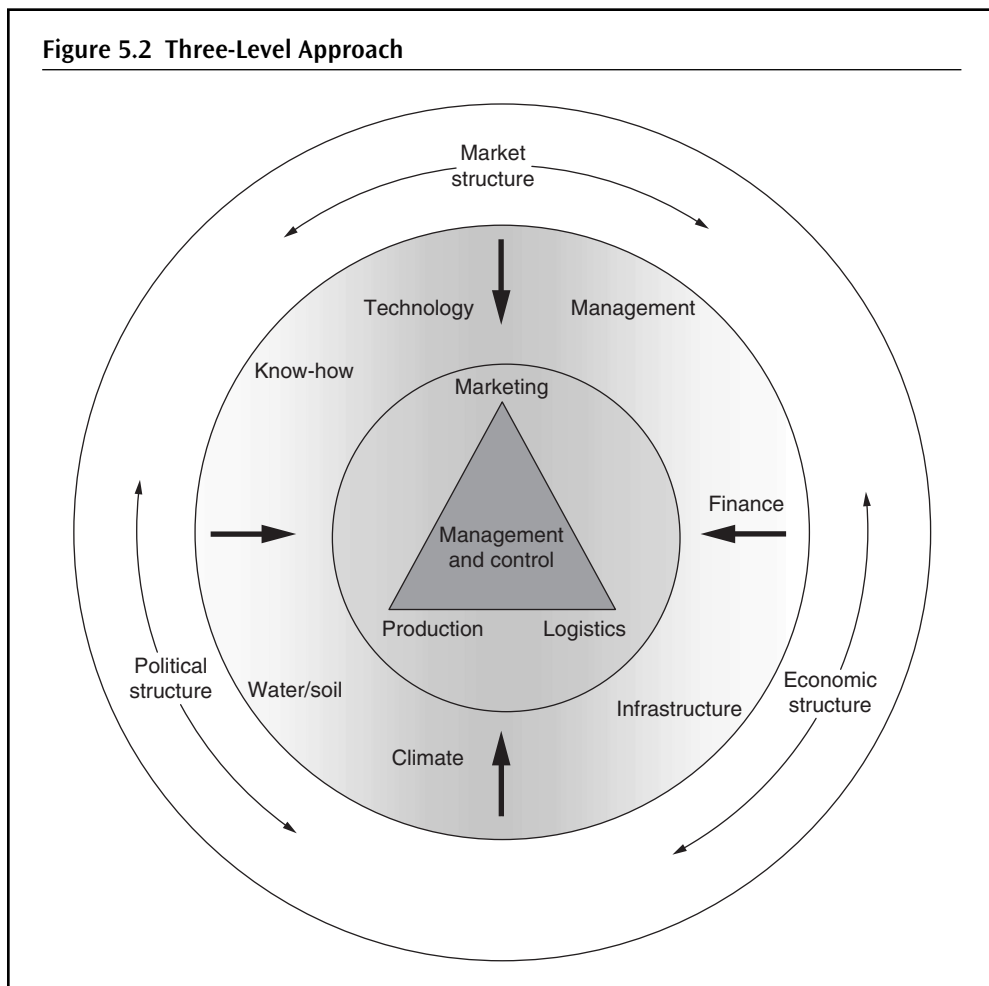 Figure 5.2 Three-Level Approach
Market
structure
Technology
Management
Know-how
Marketing
Finance
Management
and control
Production
Logistics
Political
structure
Water/soil
Economic
structure
Infrastructure
Climate